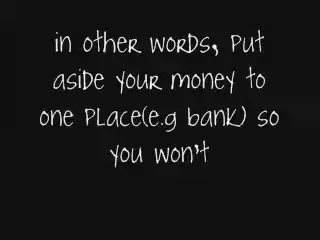 in other words, put
aside your money to
one place(e.g bank) so
you won't